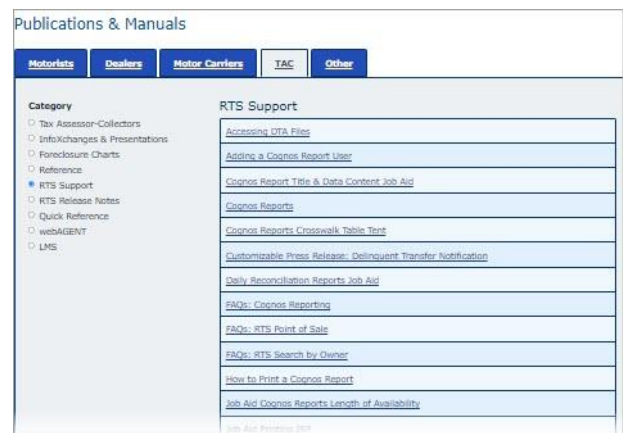 Publications & Manuals
Motorists
Dealers
Motor Carriers
TAC
Other
Category
Tax Assessor-Collectors
InfoXchanges & Presentations
Foreclosure Charts
Reference
RTS Support
RTS Release Notes
Quick Reference
webAGENT
LMS
RTS Support
Accessing DTA Files
Adding a Cognos Report User
Cognos Report Title & Data Content Job Aid
Cognos Reports
Cognos Reports Crosswalk Table Tent
Customizable Press Release: Delinquent Transfer Notification
Daily Reconciliation Reports Job Aid
FAQs: Cognos Reporting
FAQs: RTS Point of Sale
FAQs: RTS Search by Owner
How to Print a Cognos Report
Job Aid Cognos Reports Length of Availability
Job Aid Printing